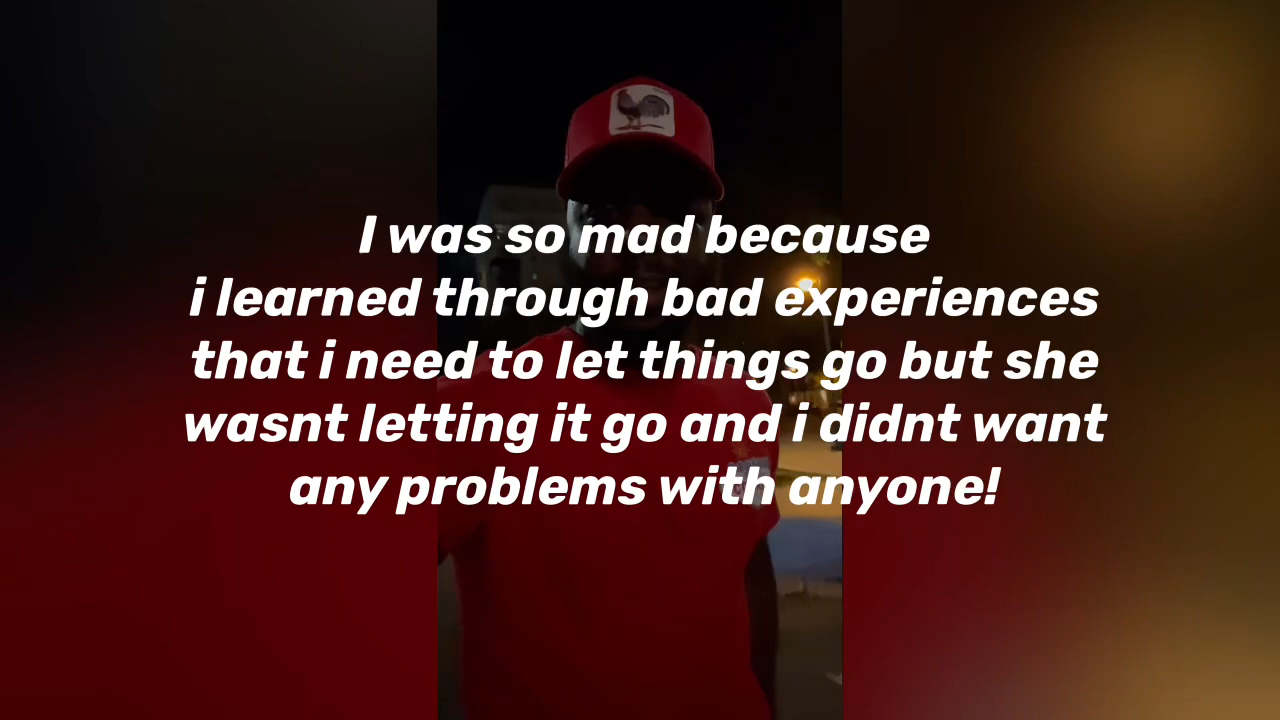 I was so mad because
i learned through bad experiences
that i need to let things go but she
wasnt letting it go and i didnt want
any problems with anyone!